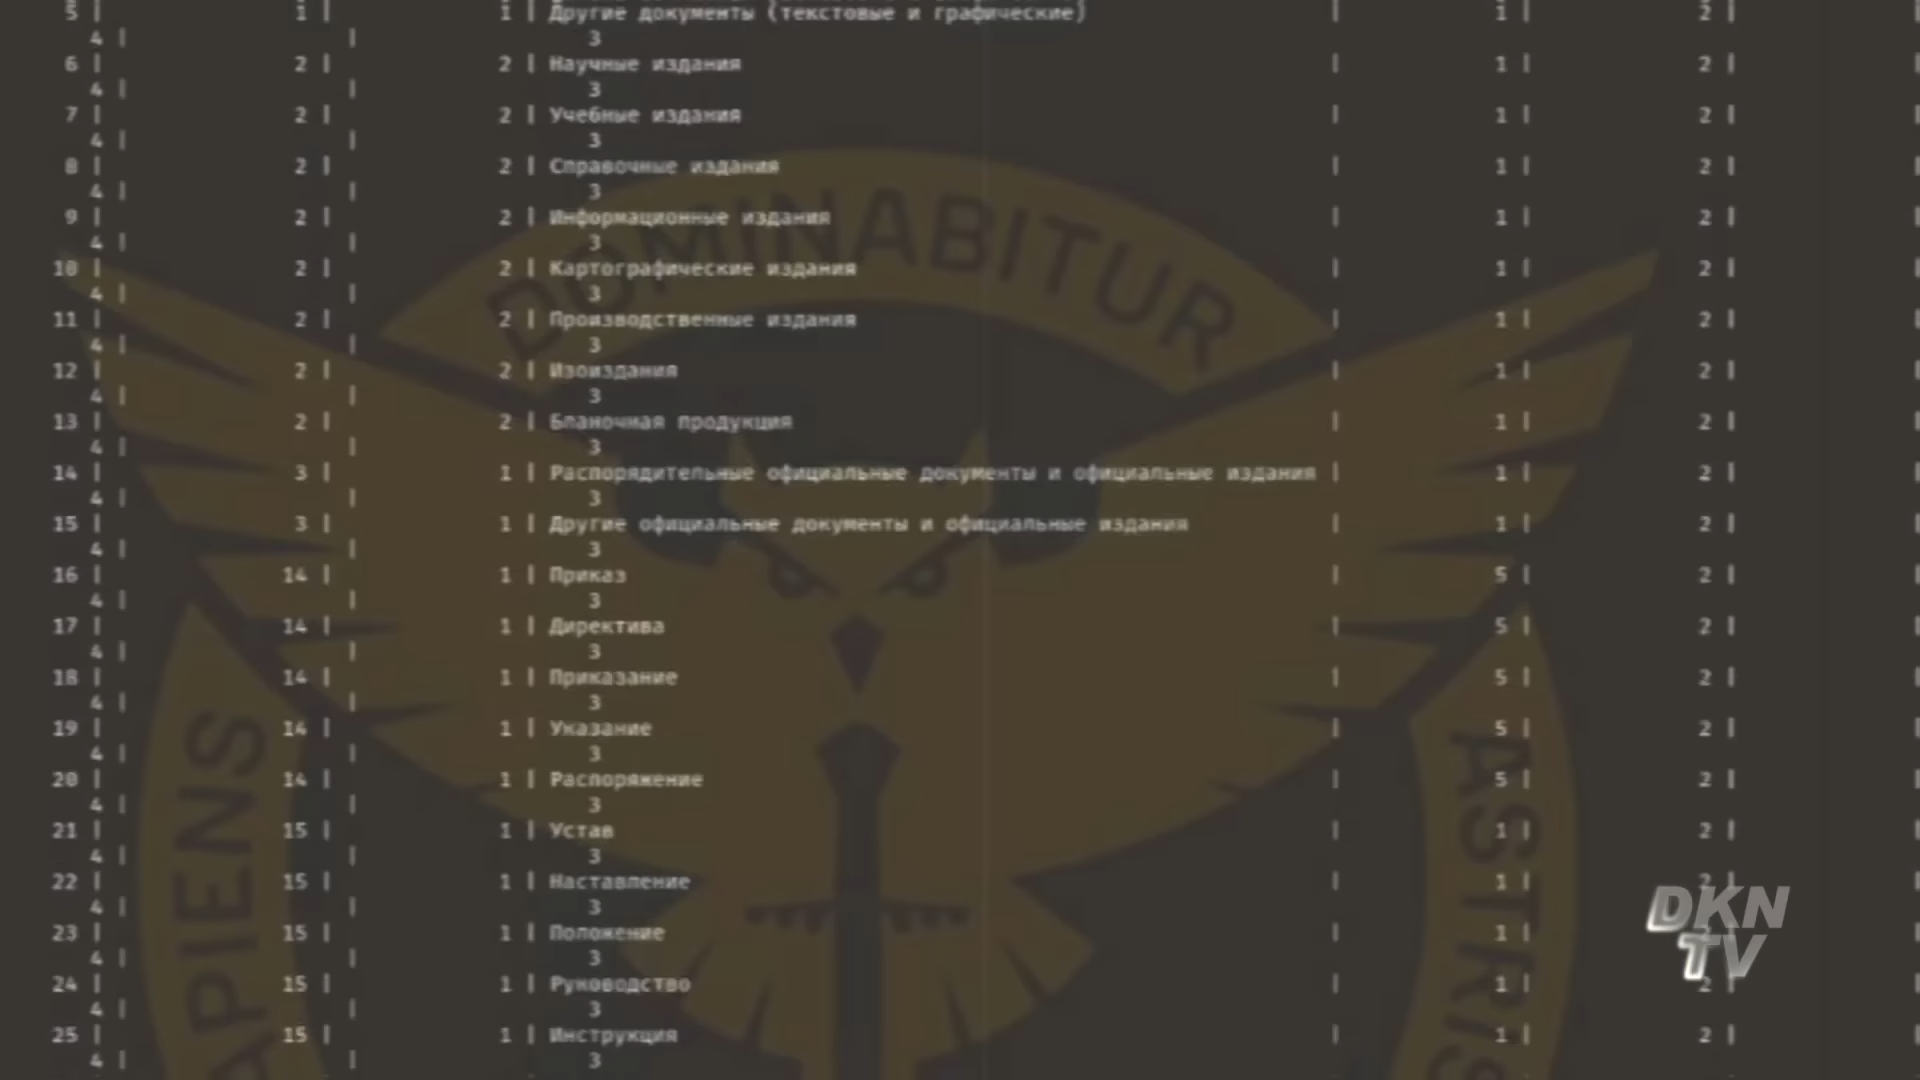 5 | 1 | 1 | Другие документы (текстовые и графические) | 1 | 2 | |
4 | | 3
6 | 2 | 2 | Научные издания | 1 | 2 | |
4 | | 3
7 | 2 | 2 | Учебные издания | 1 | 2 | |
4 | | 3
8 | 2 | 2 | Справочные издания | 1 | 2 | |
4 | | 3
9 | 2 | 2 | Информационные издания | 1 | 2 | |
4 | | 3
10 | 2 | 2 | Картографические издания | 1 | 2 | |
4 | | 3
11 | 2 | 2 | Производственные издания | 1 | 2 | |
4 | | 3
12 | 2 | 2 | Изоиздания | 1 | 2 | |
4 | | 3
13 | 2 | 2 | Бланочная продукция | 1 | 2 | |
4 | | 3
14 | 3 | 1 | Распорядительные официальные документы и официальные издания | 1 | 2 | |
4 | | 3
15 | 3 | 1 | Другие официальные документы и официальные издания | 1 | 2 | |
4 | | 3
16 | 14 | 1 | Приказ | 5 | 2 | |
4 | | 3
17 | 14 | 1 | Директива | 5 | 2 | |
4 | | 3
18 | 14 | 1 | Приказание | 5 | 2 | |
4 | | 3
19 | 14 | 1 | Указание | 5 | 2 | |
4 | | 3
20 | 14 | 1 | Распоряжение | 5 | 2 | |
4 | | 3
21 | 15 | 1 | Устав | 1 | 2 | |
4 | | 3
22 | 15 | 1 | Наставление | 1 | 2 | |
4 | | 3
23 | 15 | 1 | Положение | 1 | 2 | |
4 | | 3
24 | 15 | 1 | Руководство | 1 | 2 | |
4 | | 3
25 | 15 | 1 | Инструкция | 1 | 2 | |
4 | | 3
DOMINABITUR
APIENS
ASTRIS
DKN
TV